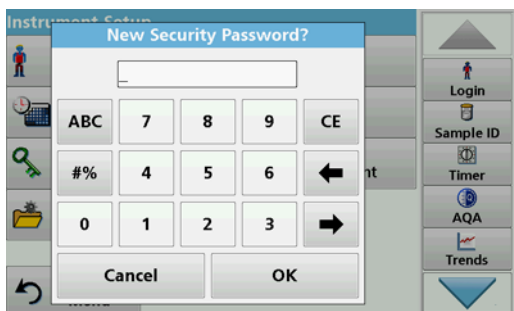 Instrument Setup
New Security Password?
_
ABC 7 8 9 CE
#% 4 5 6
0 1 2 3
Cancel OK
Menu
Login
Sample ID
Timer
AQA
Trends